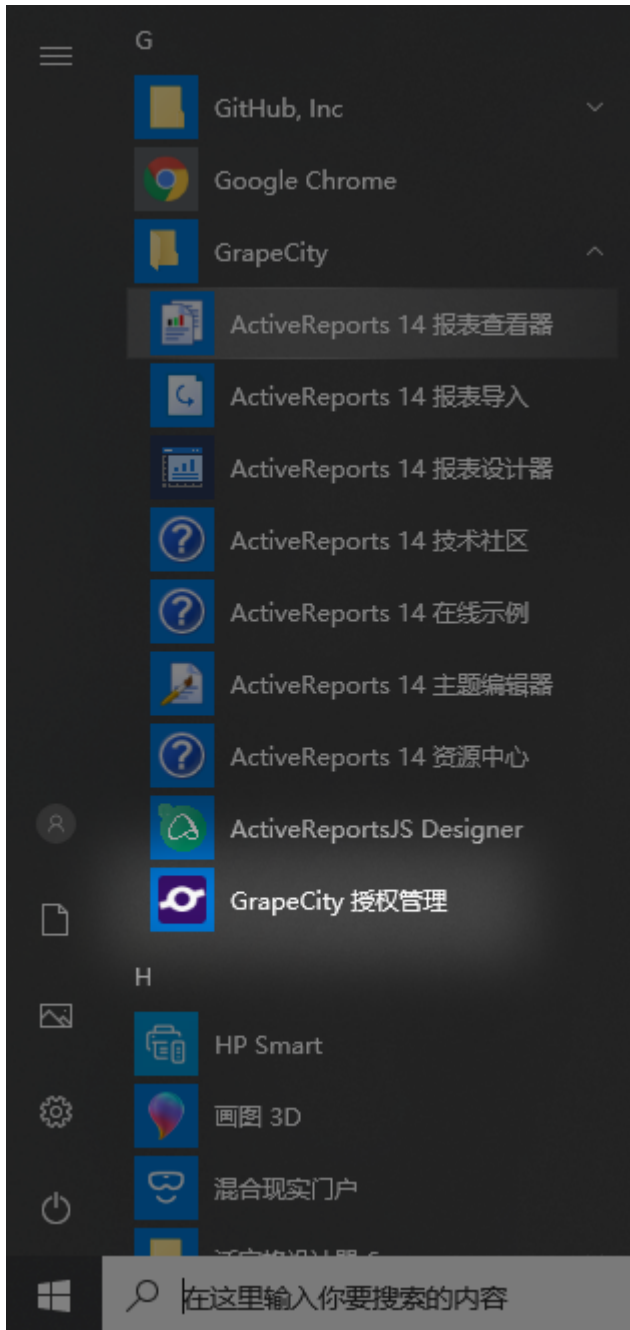 G
GitHub, Inc
Google Chrome
GrapeCity
ActiveReports 14 报表查看器
ActiveReports 14 报表导入
ActiveReports 14 报表设计器
ActiveReports 14 技术社区
ActiveReports 14 在线示例
ActiveReports 14 主题编辑器
ActiveReports 14 资源中心
ActiveReportsJS Designer
GrapeCity 授权管理
H
HP Smart
画图 3D
混合现实门户
在这里输入你要搜索的内容